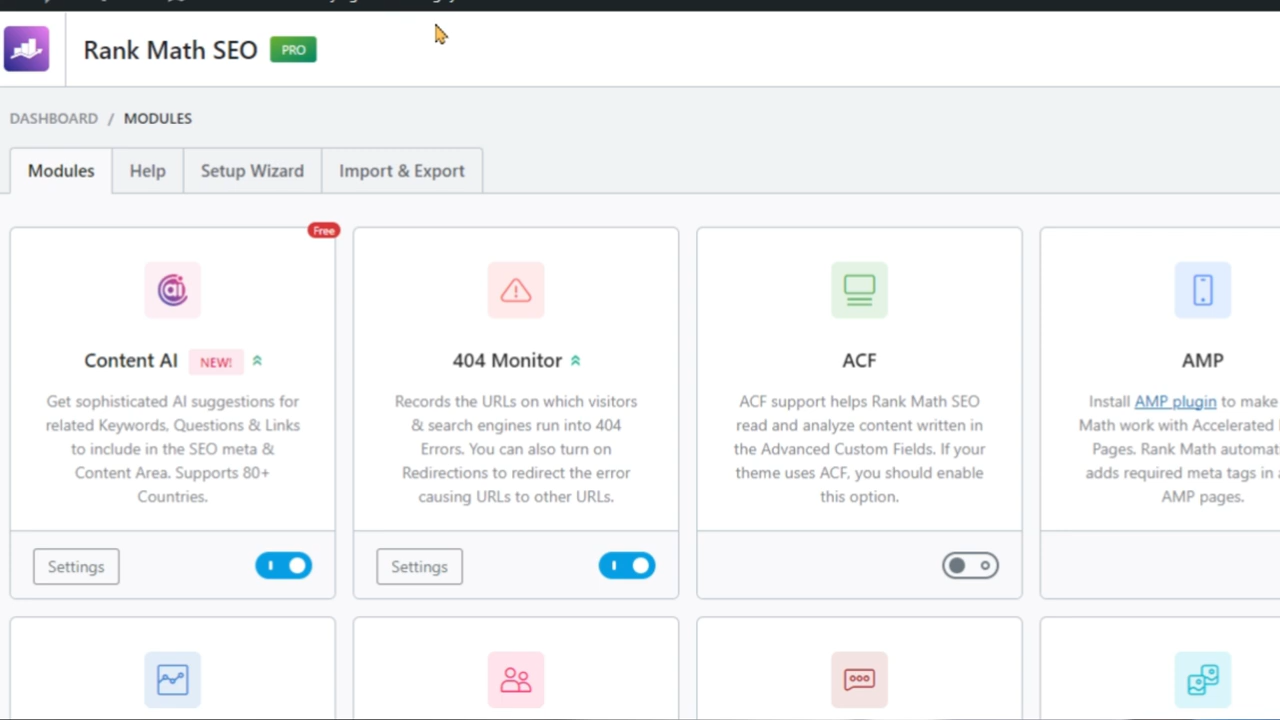 Rank Math SEO PRO
DASHBOARD / MODULES
Modules Help Setup Wizard Import & Export
Free
Content AI NEW!
Get sophisticated AI suggestions for
related Keywords, Questions & Links
to include in the SEO meta &
Content Area. Supports 80+
Countries.
Settings
404 Monitor
Records the URLs on which visitors
& search engines run into 404
Errors. You can also turn on
Redirections to redirect the error
causing URLs to other URLs.
Settings
ACF
ACF support helps Rank Math SEO
read and analyze content written in
the Advanced Custom Fields. If your
theme uses ACF, you should enable
this option.
AMP
Install AMP plugin to make
Math work with Accelerated
Pages. Rank Math automat
adds required meta tags in a
AMP pages.